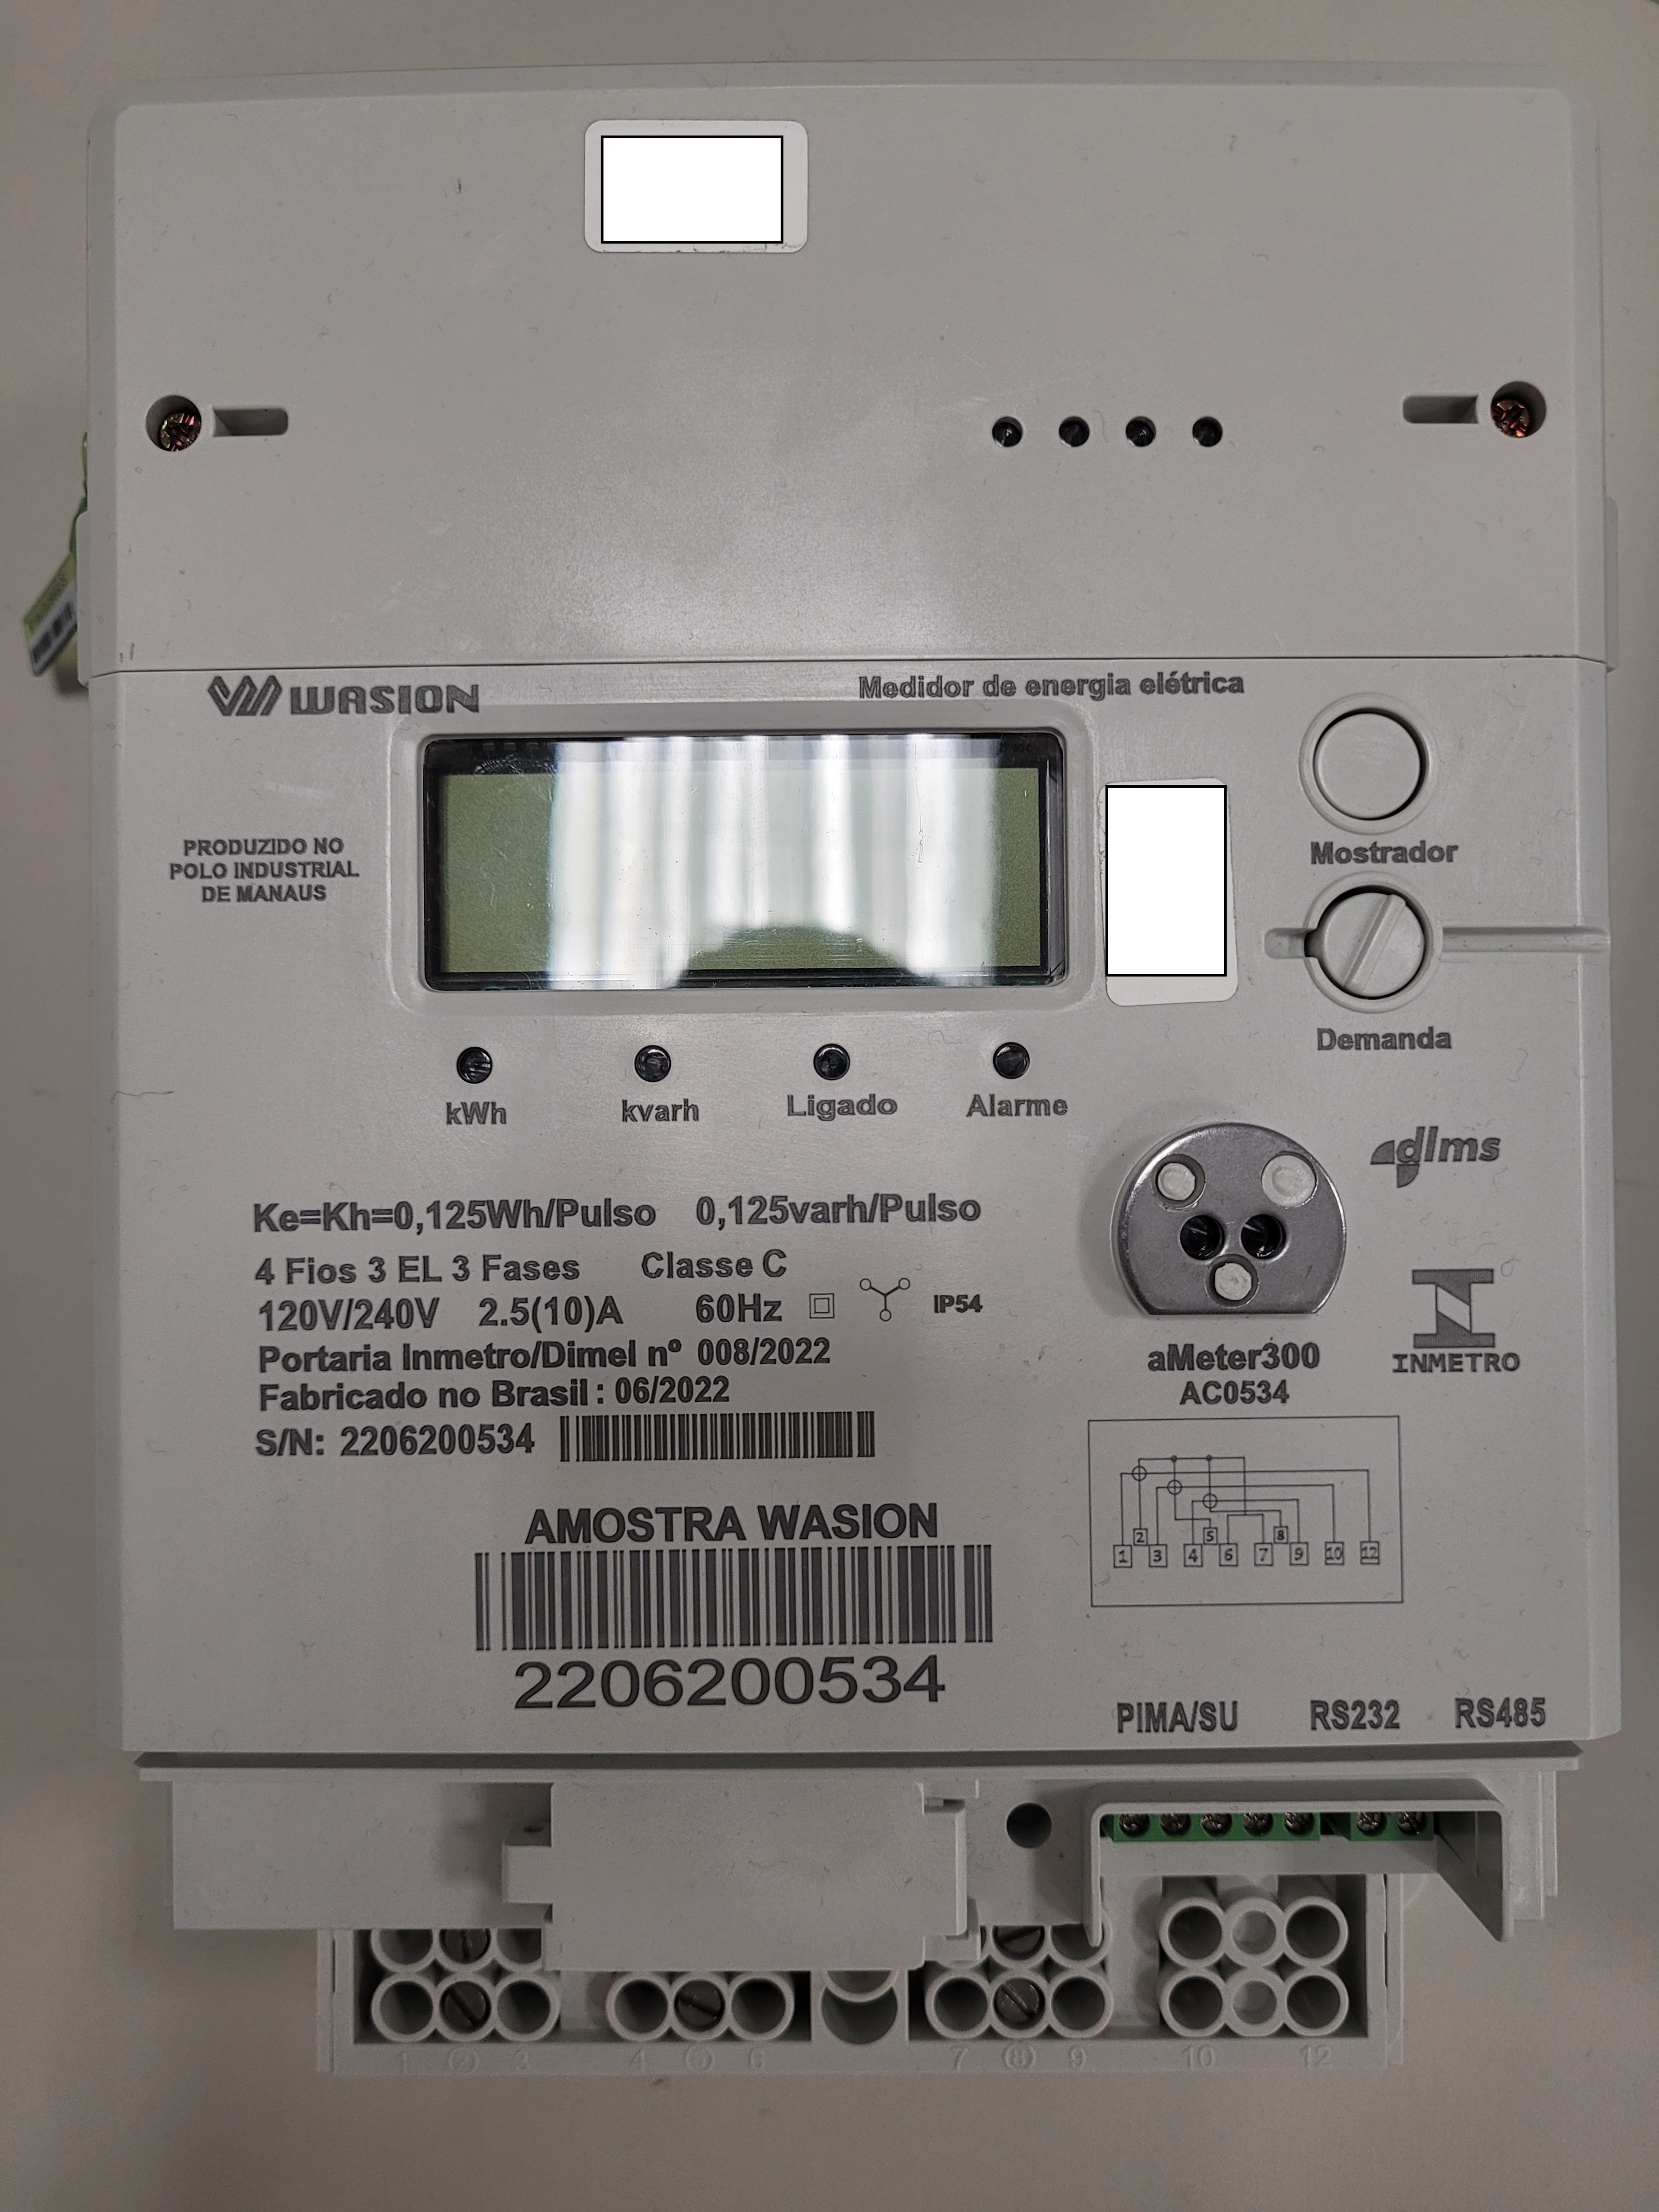 WASION
Medidor de energia elétrica
PRODUZIDO NO
POLO INDUSTRIAL
DE MANAUS
Mostrador
Demanda
kWh kvarh Ligado Alarme
dlms
Ke=Kh=0,125Wh/Pulso 0,125varh/Pulso
4 Fios 3 EL 3 Fases Classe C
120V/240V 2.5(10)A 60Hz IP54
Portaria Inmetro/Dimel nº 008/2022
Fabricado no Brasil : 06/2022
S/N: 2206200534
aMeter300
AC0534
INMETRO
1 2 3 4 5 6 7 8 9 10 12
AMOSTRA WASION
2206200534
PIMA/SU RS232 RS485
1 2 3 4 6 7 8 9 10 12